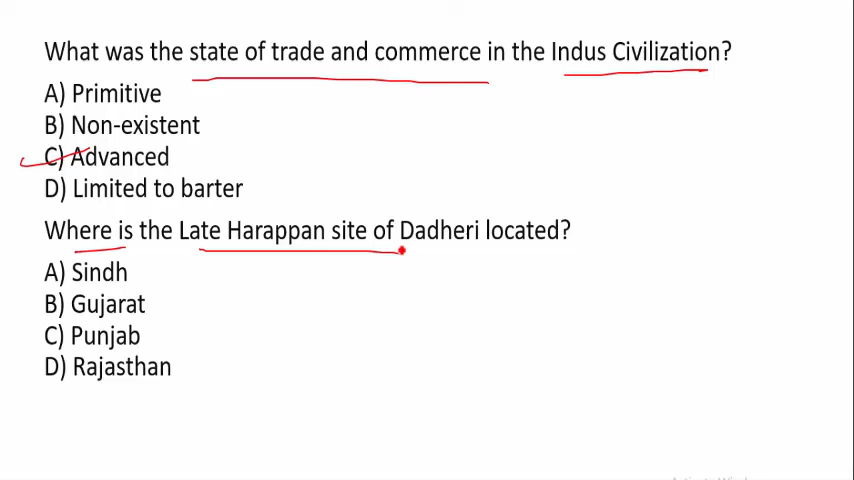 What was the state of trade and commerce in the Indus Civilization?
A) Primitive
B) Non-existent
C) Advanced
D) Limited to barter
Where is the Late Harappan site of Dadheri located?
A) Sindh
B) Gujarat
C) Punjab
D) Rajasthan